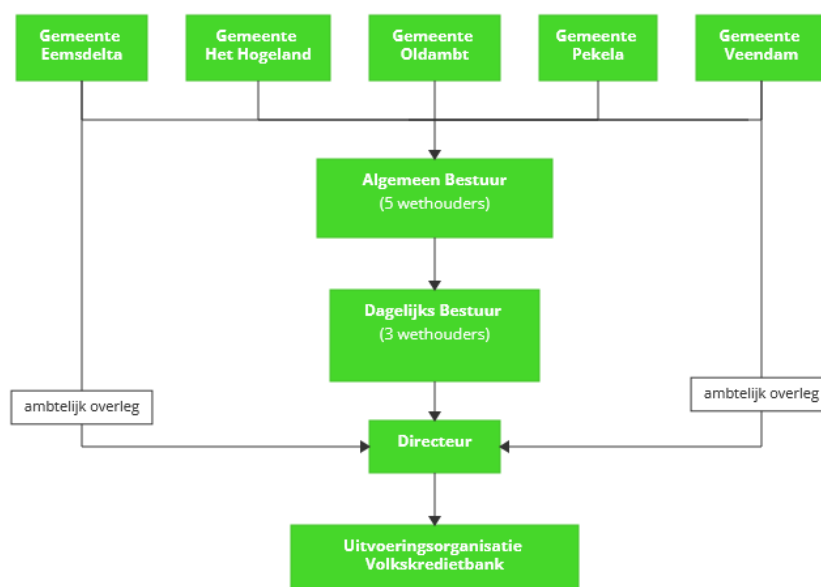 Gemeente
Eemsdelta
Gemeente
Het Hogeland
Gemeente
Oldambt
Gemeente
Pekela
Gemeente
Veendam
Algemeen Bestuur
(5 wethouders)
Dagelijks Bestuur
(3 wethouders)
ambtelijk overleg
ambtelijk overleg
Directeur
Uitvoeringsorganisatie
Volkskredietbank